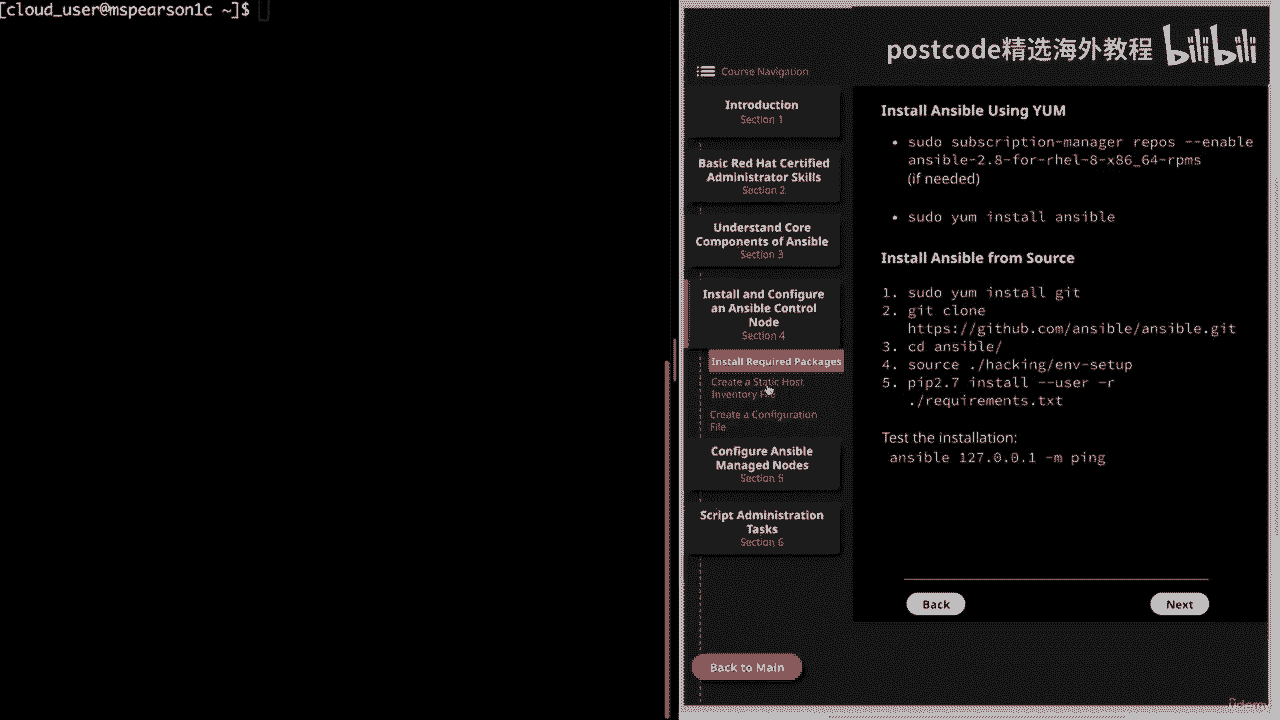 [cloud_user@mspearson1c ~]$
postcode精选海外教程 bilibili
Course Navigation
Introduction
Section 1
Basic Red Hat Certified
Administrator Skills
Section 2
Understand Core
Components of Ansible
Section 3
Install and Configure
an Ansible Control
Node
Section 4
Install Required Packages
Create a Static Host
Inventory File
Create a Configuration
File
Configure Ansible
Managed Nodes
Section 5
Script Administration
Tasks
Section 6
Back to Main
Install Ansible Using YUM
• sudo subscription-manager repos --enable
ansible-2.8-for-rhel-8-x86_64-rpms
(if needed)
• sudo yum install ansible
Install Ansible from Source
1. sudo yum install git
2. git clone
https://github.com/ansible/ansible.git
3. cd ansible/
4. source ./hacking/env-setup
5. pip2.7 install --user -r
./requirements.txt
Test the installation:
ansible 127.0.0.1 -m ping
Back
Next
Udemy